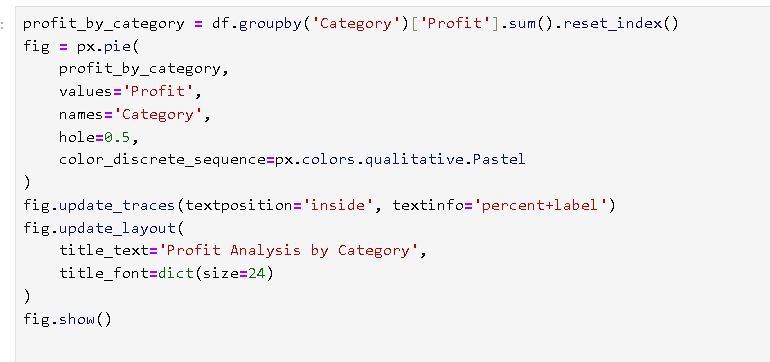 profit_by_category = df.groupby('Category')['Profit'].sum().reset_index()
fig = px.pie(
    profit_by_category,
    values='Profit',
    names='Category',
    hole=0.5,
    color_discrete_sequence=px.colors.qualitative.Pastel
)
fig.update_traces(textposition='inside', textinfo='percent+label')
fig.update_layout(
    title_text='Profit Analysis by Category',
    title_font=dict(size=24)
)
fig.show()